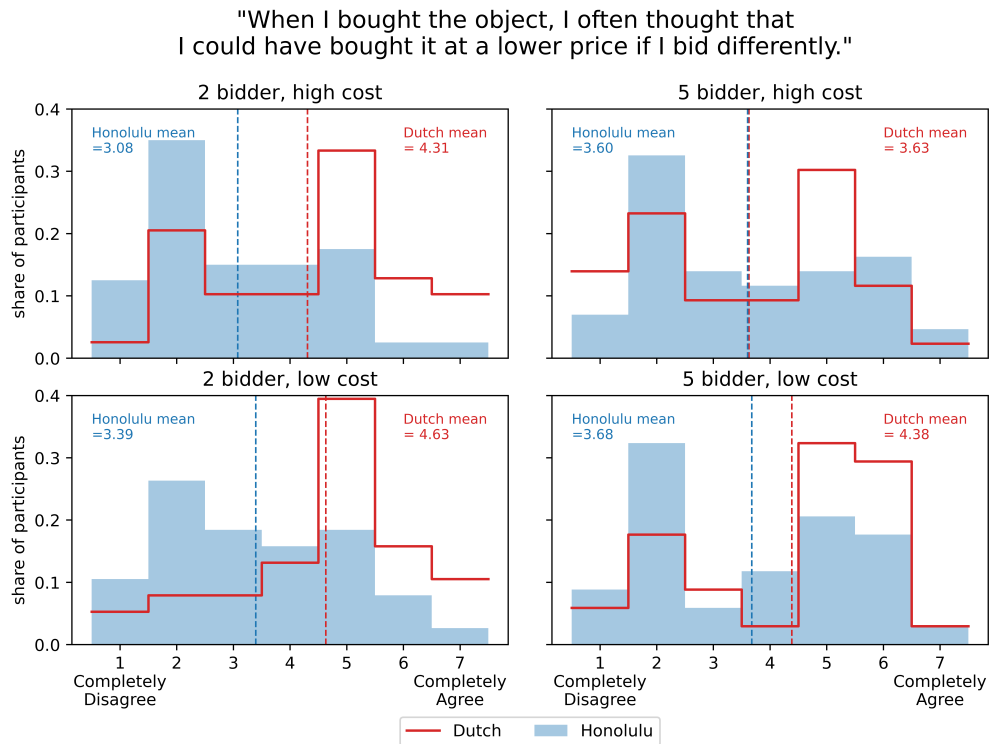 "When I bought the object, I often thought that
I could have bought it at a lower price if I bid differently."
2 bidder, high cost
5 bidder, high cost
0.4
0.3
0.2
0.1
0.0
share of participants
Honolulu mean
=3.08
Dutch mean
= 4.31
Honolulu mean
=3.60
Dutch mean
= 3.63
2 bidder, low cost
5 bidder, low cost
0.4
0.3
0.2
0.1
0.0
share of participants
Honolulu mean
=3.39
Dutch mean
= 4.63
Honolulu mean
=3.68
Dutch mean
= 4.38
1 2 3 4 5 6 7
Completely
Disagree
Completely
Agree
1 2 3 4 5 6 7
Completely
Disagree
Completely
Agree
Dutch Honolulu